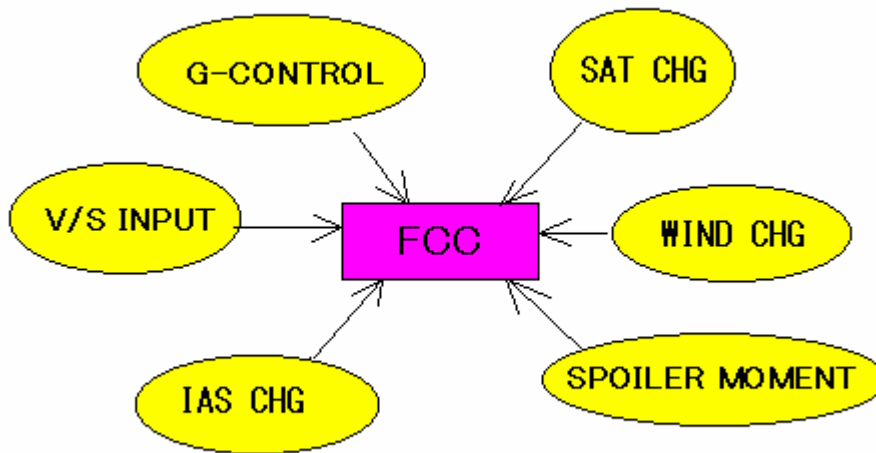 G-CONTROL
SAT CHG
V/S INPUT
FCC
WIND CHG
IAS CHG
SPOILER MOMENT